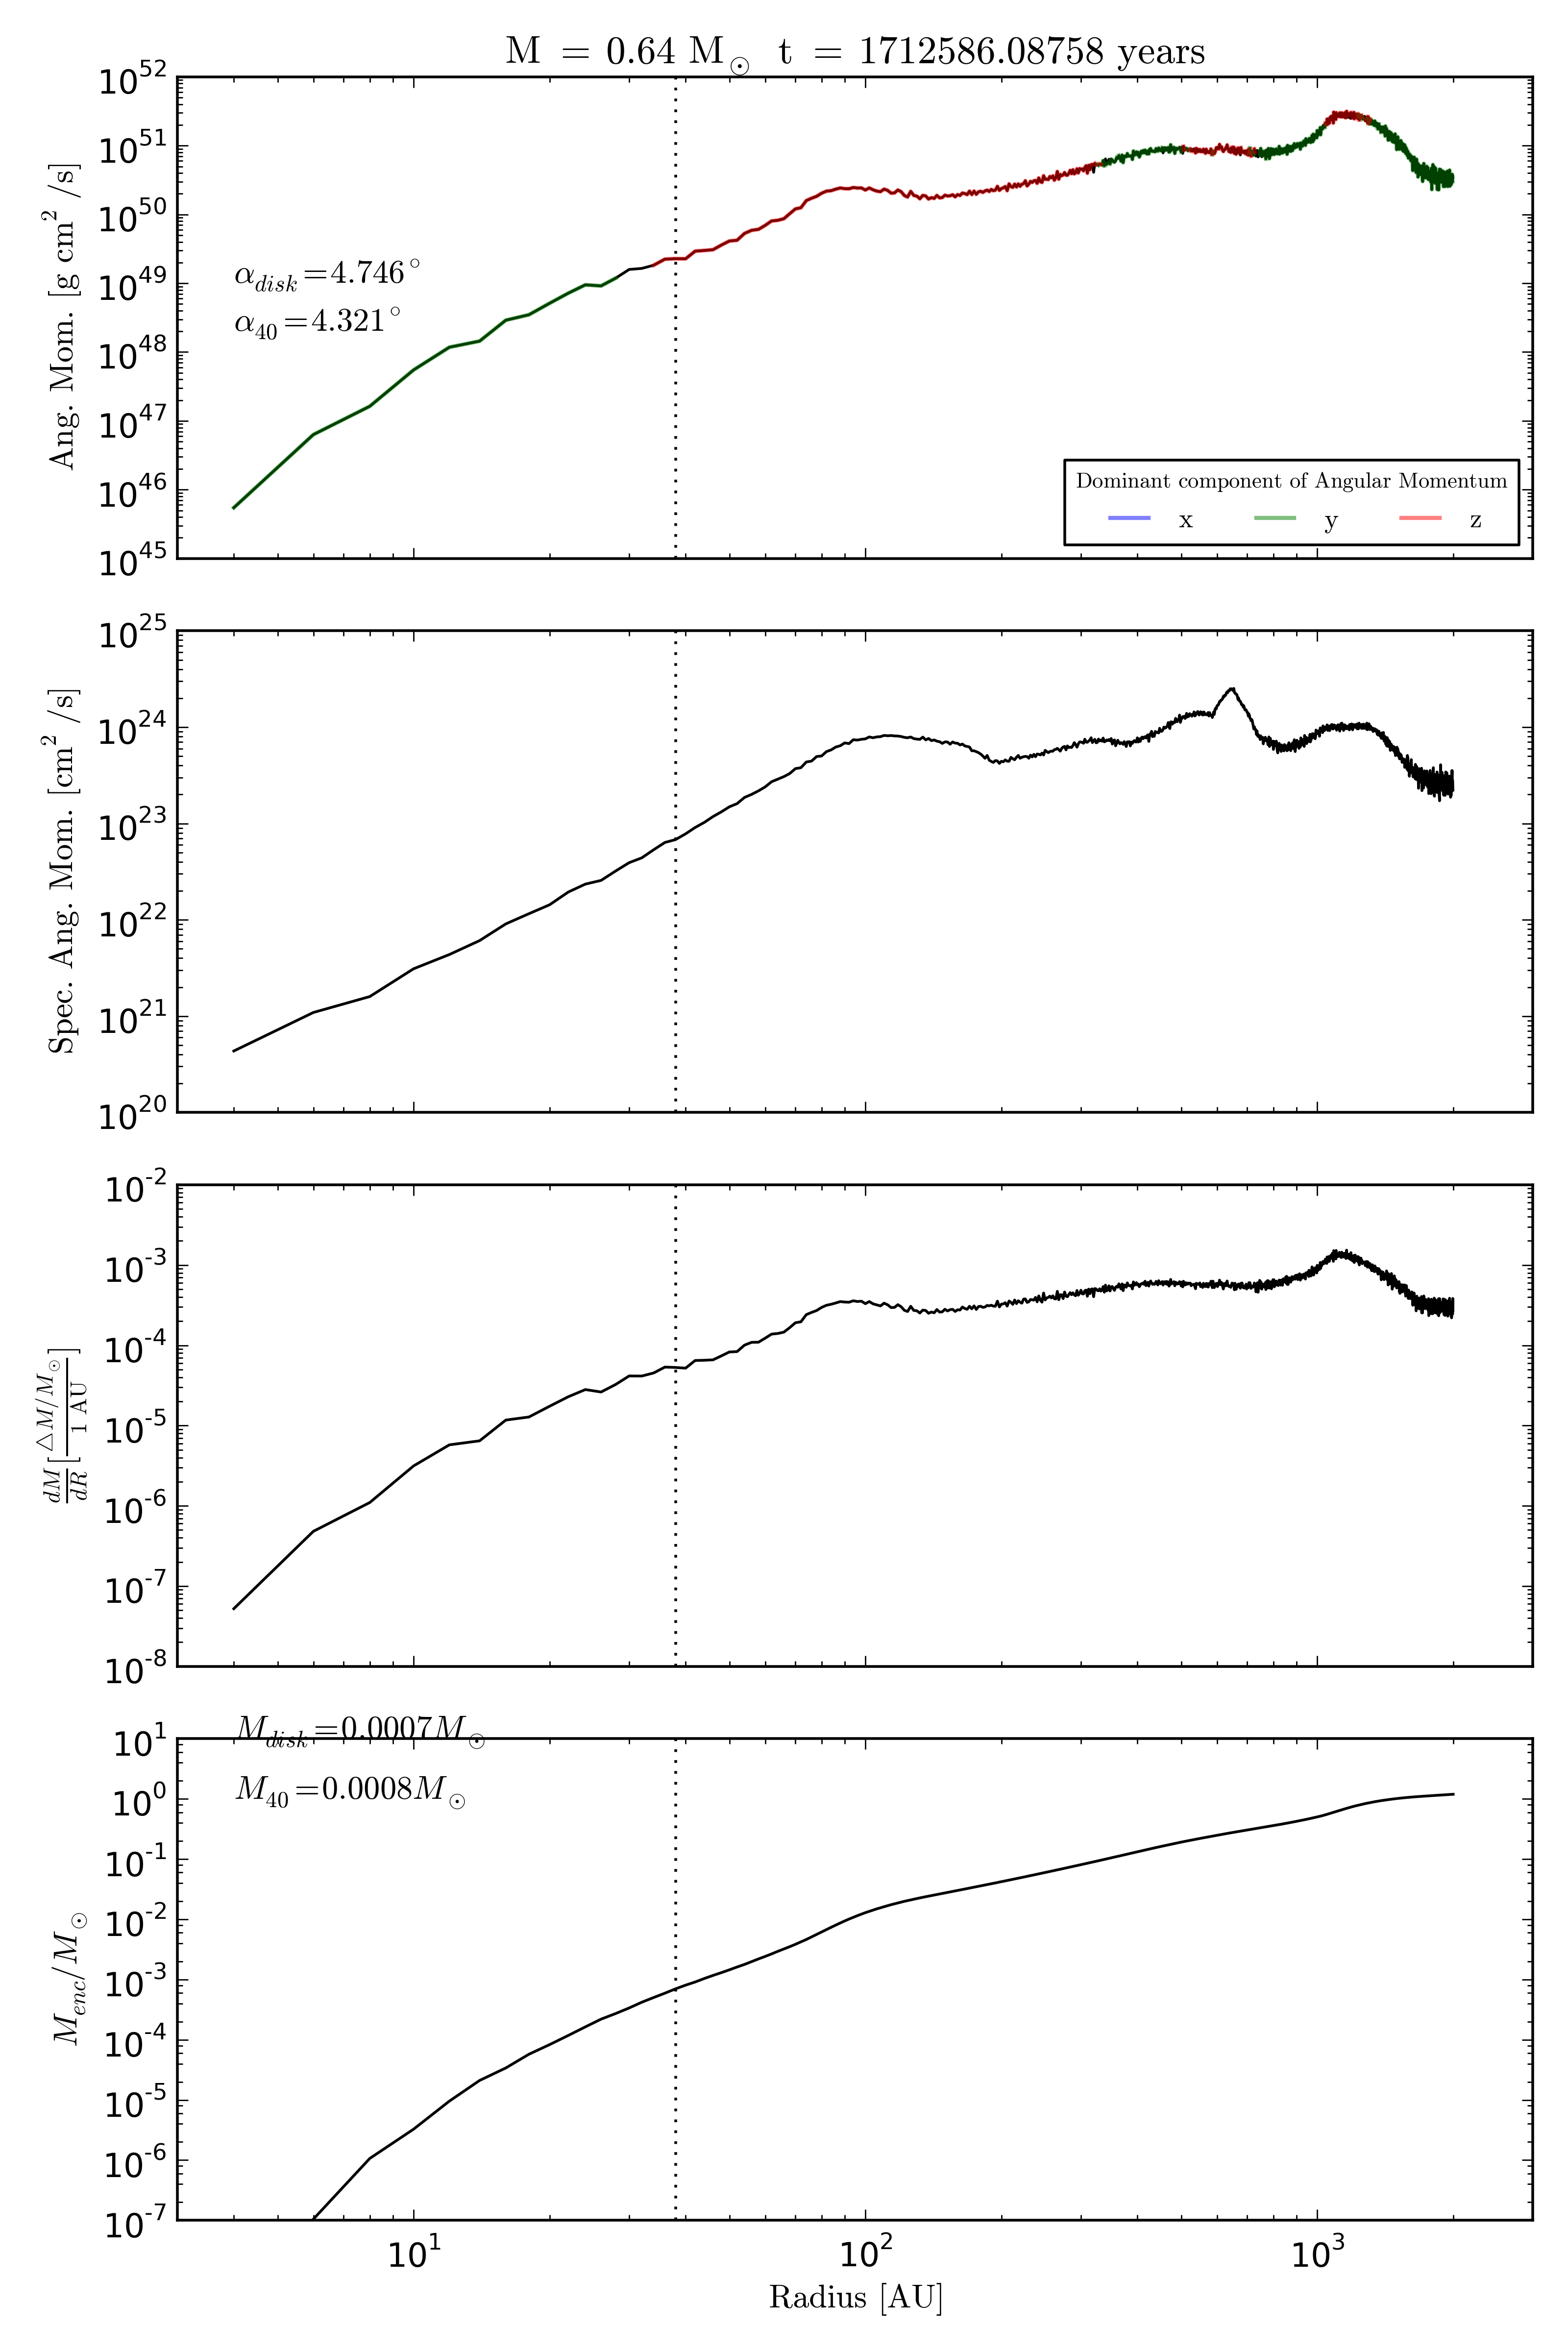 M = 0.64 M⊙ t = 1712586.08758 years
10^52
10^51
10^50
10^49
10^48
10^47
10^46
10^45
Ang. Mom. [g cm^2 /s]
α_disk=4.746°
α_40=4.321°
Dominant component of Angular Momentum
x y z
10^25
10^24
10^23
10^22
10^21
10^20
Spec. Ang. Mom. [cm^2 /s]
10^-2
10^-3
10^-4
10^-5
10^-6
10^-7
10^-8
dM/dR [△M/M⊙ / 1 AU]
M_disk=0.0007M⊙
M_40=0.0008M⊙
10^1
10^0
10^-1
10^-2
10^-3
10^-4
10^-5
10^-6
10^-7
M_enc/M⊙
10^1 10^2 10^3
Radius [AU]